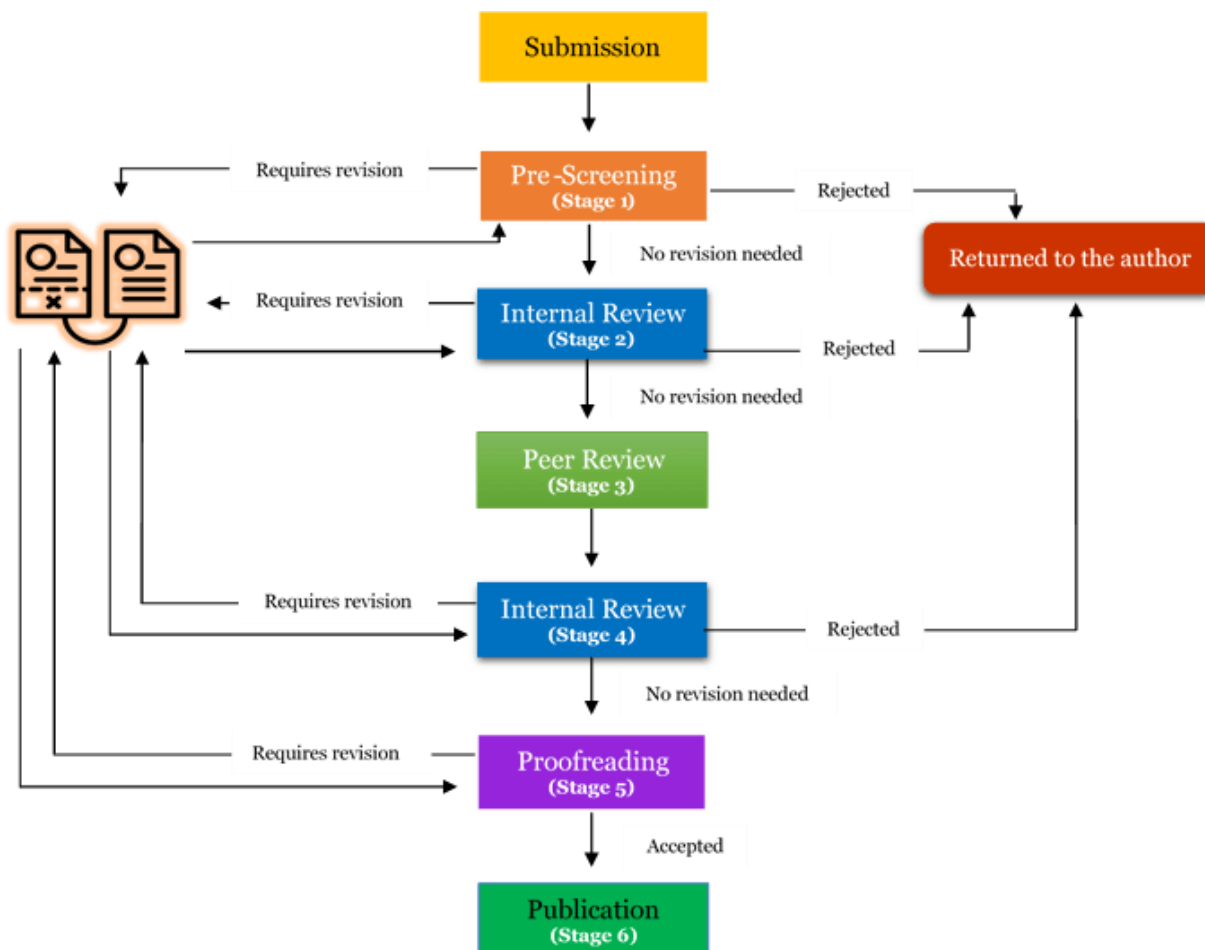 Submission
Requires revision
Pre-Screening
(Stage 1)
Rejected
No revision needed
Returned to the author
Requires revision
Internal Review
(Stage 2)
Rejected
No revision needed
Peer Review
(Stage 3)
Requires revision
Internal Review
(Stage 4)
Rejected
No revision needed
Requires revision
Proofreading
(Stage 5)
Accepted
Publication
(Stage 6)